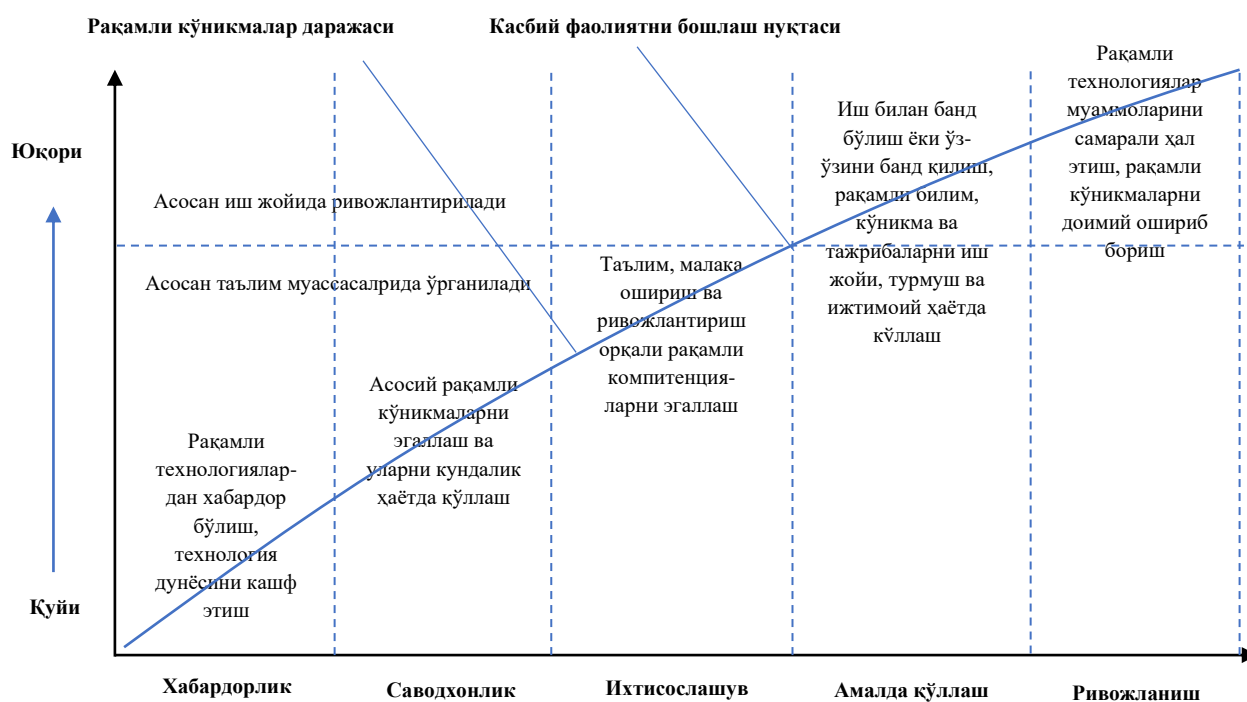 Рақамли кўникмалар даражаси
Касбий фаолиятни бошлаш нуқтаси
Юқори
Қуйи
Асосан иш жойида ривожлантирилади
Асосан таълим муассасалрида ўрганилади
Рақамли
технологиялар-
дан хабардор
бўлиш,
технология
дунёсини кашф
этиш
Асосий рақамли
кўникмаларни
эгаллаш ва
уларни кундалик
ҳаётда қўллаш
Таълим, малака
ошириш ва
ривожлантириш
орқали рақамли
компитенция-
ларни эгаллаш
Иш билан банд
бўлиш ёки ўз-
ўзини банд қилиш,
рақамли билим,
кўникма ва
тажрибаларни иш
жойи, турмуш ва
ижтимоий ҳаётда
қўллаш
Рақамли
технологиялар
муаммоларини
самарали ҳал
этиш, рақамли
кўникмаларни
доимий ошириб
бориш
Хабардорлик
Саводхонлик
Ихтисослашув
Амалда қўллаш
Ривожланиш